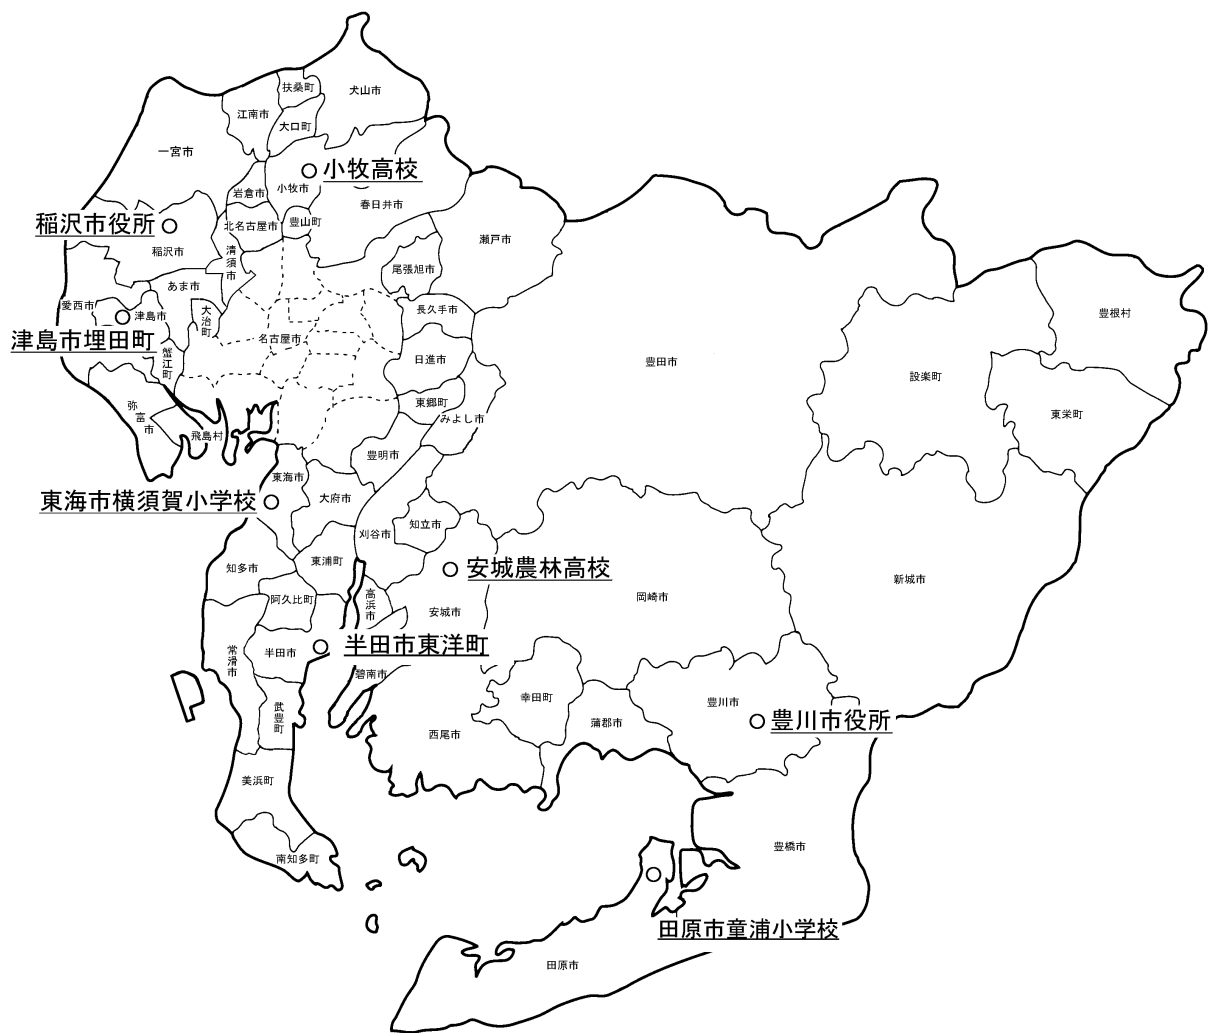 扶桑町
犬山市
江南市
大口町
一宮市
小牧高校
小牧市
岩倉市
春日井市
稲沢市役所
北名古屋市
豊山町
瀬戸市
稲沢市
清須市
尾張旭市
あま市
愛西市
津島市
大治町
長久手市
豊根村
津島市埋田町
名古屋市
日進市
豊田市
蟹江町
設楽町
弥富市
東郷町
みよし市
東栄町
飛島村
豊明市
東海市
東海市横須賀小学校
大府市
知立市
刈谷市
東浦町
知多市
安城農林高校
新城市
阿久比町
高浜市
安城市
岡崎市
半田市東洋町
常滑市
半田市
碧南市
武豊町
幸田町
豊川市
蒲郡市
豊川市役所
西尾市
美浜町
豊橋市
南知多町
田原市童浦小学校
田原市